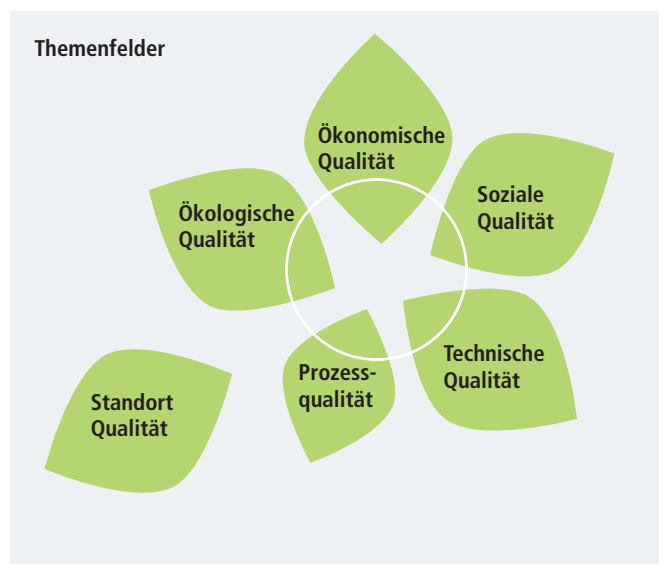 Themenfelder
Ökonomische
Qualität
Soziale
Qualität
Ökologische
Qualität
Technische
Qualität
Prozess-
qualität
Standort
Qualität